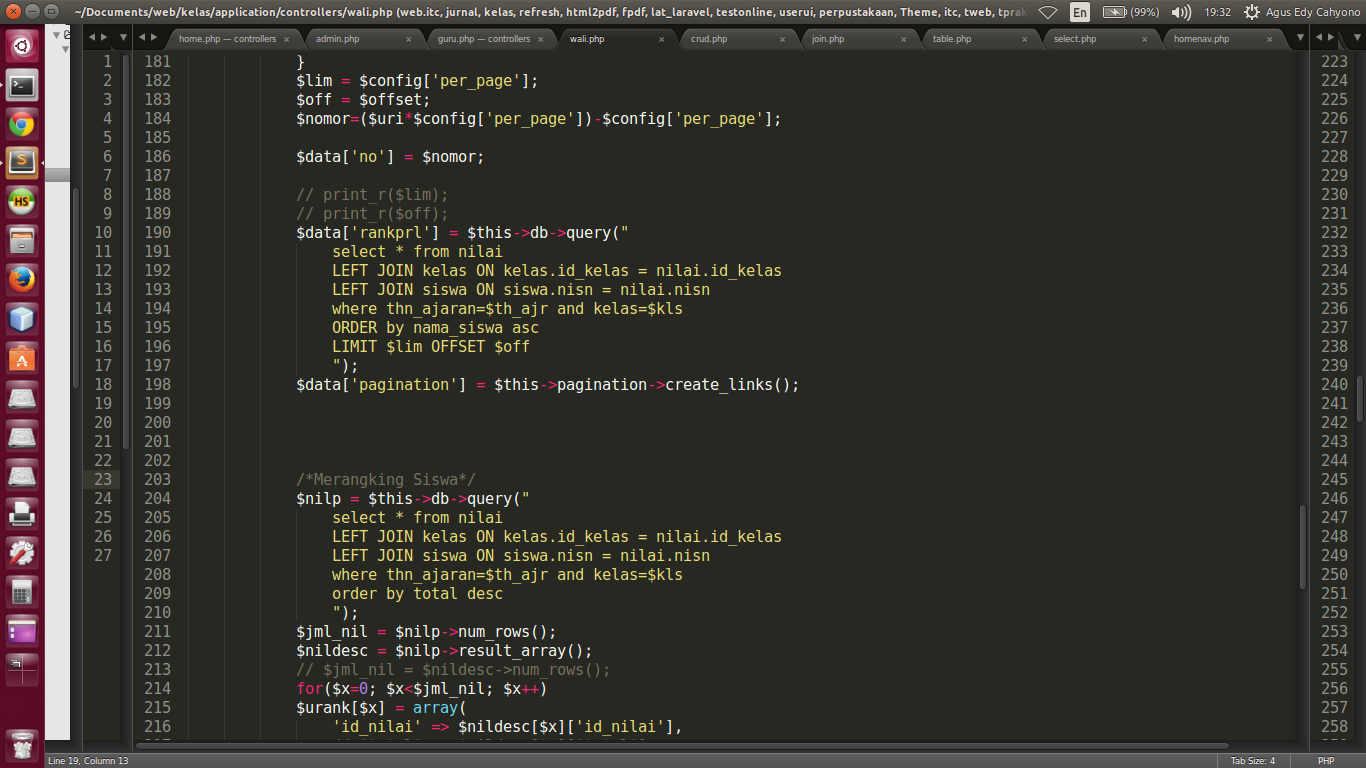 ~/Documents/web/kelas/application/controllers/wali.php (web.itc, jurnal, kelas, refresh, html2pdf, fpdf, lat_laravel, testonline, userui, perpustakaan, Theme, itc, tweb, tprak
En
(99%)
19:32
Agus Edy Cahyono
home.php — controllers
admin.php
guru.php — controllers
wali.php
crud.php
join.php
table.php
select.php
homenav.php
1 181 } 223
2 182 $lim = $config['per_page']; 224
3 183 $off = $offset; 225
4 184 $nomor=($uri*$config['per_page'])-$config['per_page']; 226
5 185 227
6 186 $data['no'] = $nomor; 228
7 187 229
8 188 // print_r($lim); 230
9 189 // print_r($off); 231
10 190 $data['rankprl'] = $this->db->query(" 232
11 191 select * from nilai 233
12 192 LEFT JOIN kelas ON kelas.id_kelas = nilai.id_kelas 234
13 193 LEFT JOIN siswa ON siswa.nisn = nilai.nisn 235
14 194 where thn_ajaran=$th_ajr and kelas=$kls 236
15 195 ORDER by nama_siswa asc 237
16 196 LIMIT $lim OFFSET $off 238
17 197 "); 239
18 198 $data['pagination'] = $this->pagination->create_links(); 240
19 199 241
20 200 242
21 201 243
22 202 244
23 203 /*Merangking Siswa*/ 245
24 204 $nilp = $this->db->query(" 246
25 205 select * from nilai 247
26 206 LEFT JOIN kelas ON kelas.id_kelas = nilai.id_kelas 248
27 207 LEFT JOIN siswa ON siswa.nisn = nilai.nisn 249
208 where thn_ajaran=$th_ajr and kelas=$kls 250
209 order by total desc 251
210 "); 252
211 $jml_nil = $nilp->num_rows(); 253
212 $nildesc = $nilp->result_array(); 254
213 // $jml_nil = $nildesc->num_rows(); 255
214 for($x=0; $x<$jml_nil; $x++) 256
215 $urank[$x] = array( 257
216 'id_nilai' => $nildesc[$x]['id_nilai'], 258
Line 19, Column 13
Tab Size: 4
PHP